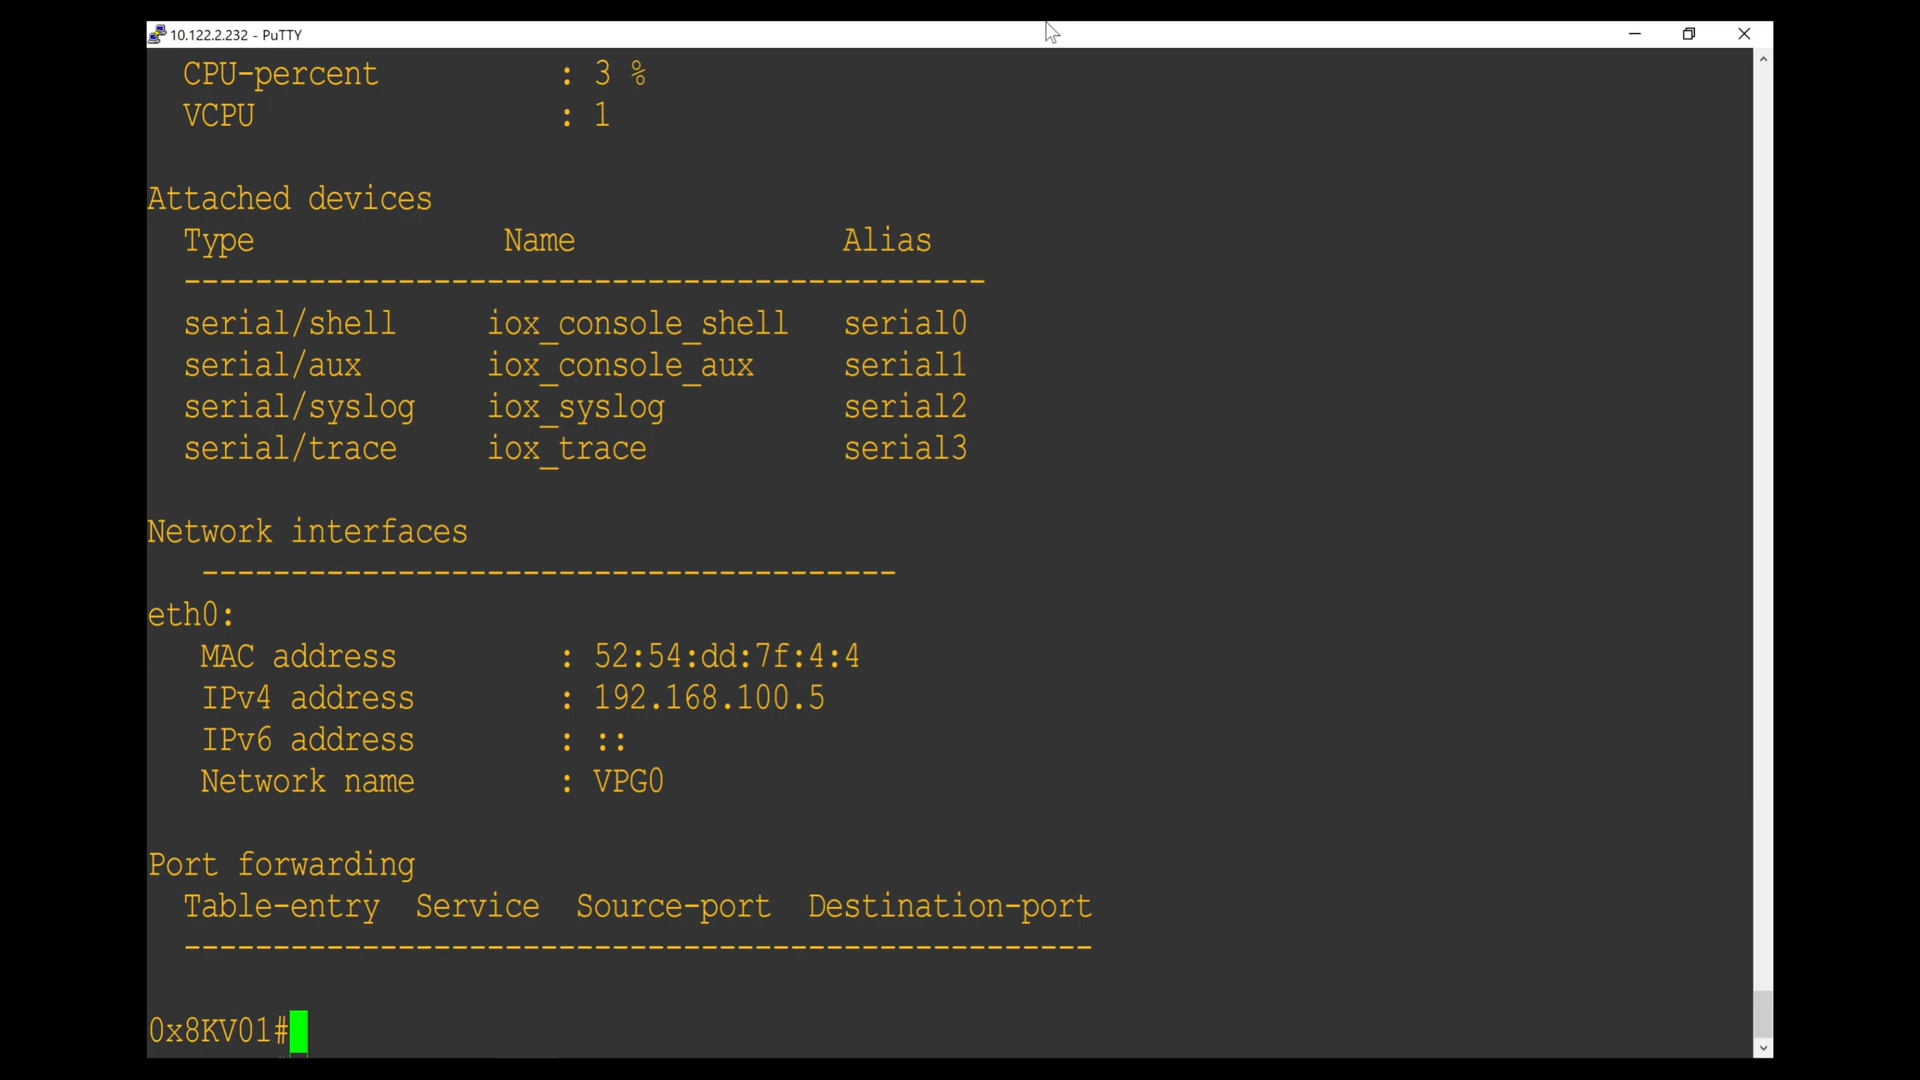 10.122.2.232 - PuTTY
CPU-percent : 3 %
VCPU : 1
Attached devices
Type Name Alias
---------------------------------------------
serial/shell iox_console_shell serial0
serial/aux iox_console_aux serial1
serial/syslog iox_syslog serial2
serial/trace iox_trace serial3
Network interfaces
---------------------------------------
eth0:
MAC address : 52:54:dd:7f:4:4
IPv4 address : 192.168.100.5
IPv6 address : ::
Network name : VPG0
Port forwarding
Table-entry Service Source-port Destination-port
---------------------------------------------------
0x8KV01#